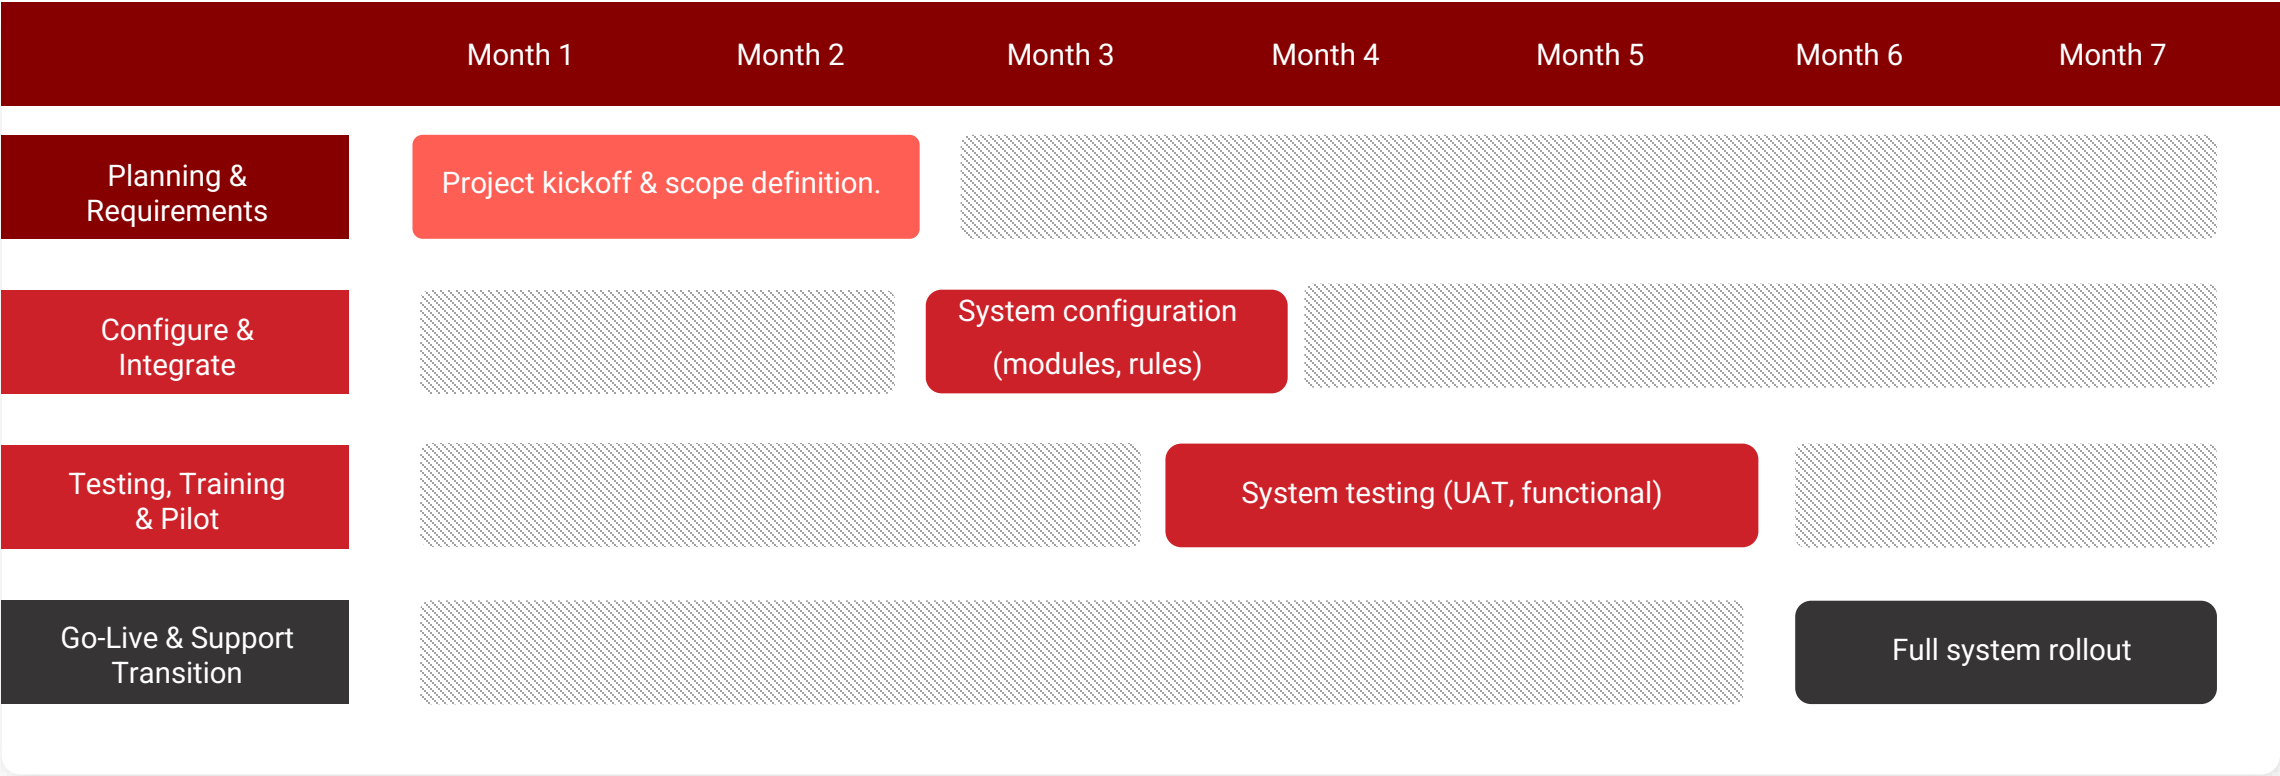 Month 1 Month 2 Month 3 Month 4 Month 5 Month 6 Month 7
Planning &
Requirements
Project kickoff & scope definition.
Configure &
Integrate
System configuration
(modules, rules)
Testing, Training
& Pilot
System testing (UAT, functional)
Go-Live & Support
Transition
Full system rollout